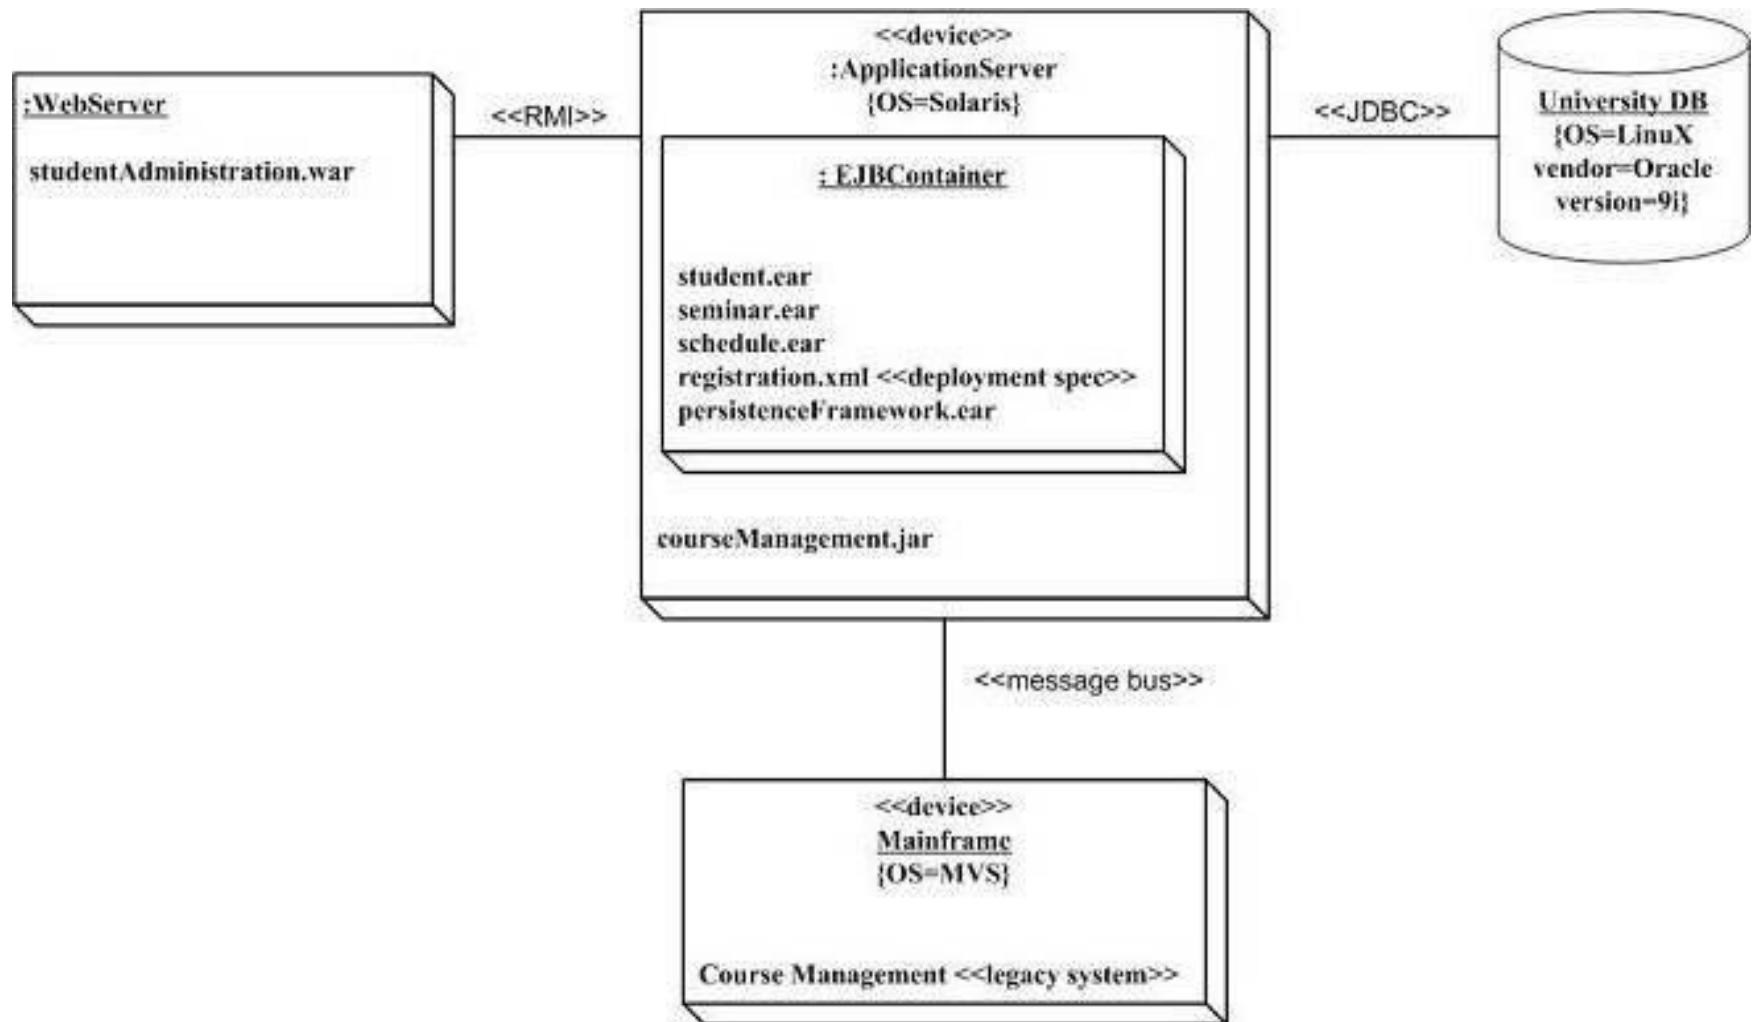 :WebServer
studentAdministration.war
<<RMI>>
<<device>>
:ApplicationServer
{OS=Solaris}
: EJBContainer
student.ear
seminar.ear
schedule.ear
registration.xml <<deployment spec>>
persistenceFramework.ear
courseManagement.jar
<<JDBC>>
University DB
{OS=LinuX
vendor=Oracle
version=9i}
<<message bus>>
<<device>>
Mainframe
{OS=MVS}
Course Management <<legacy system>>